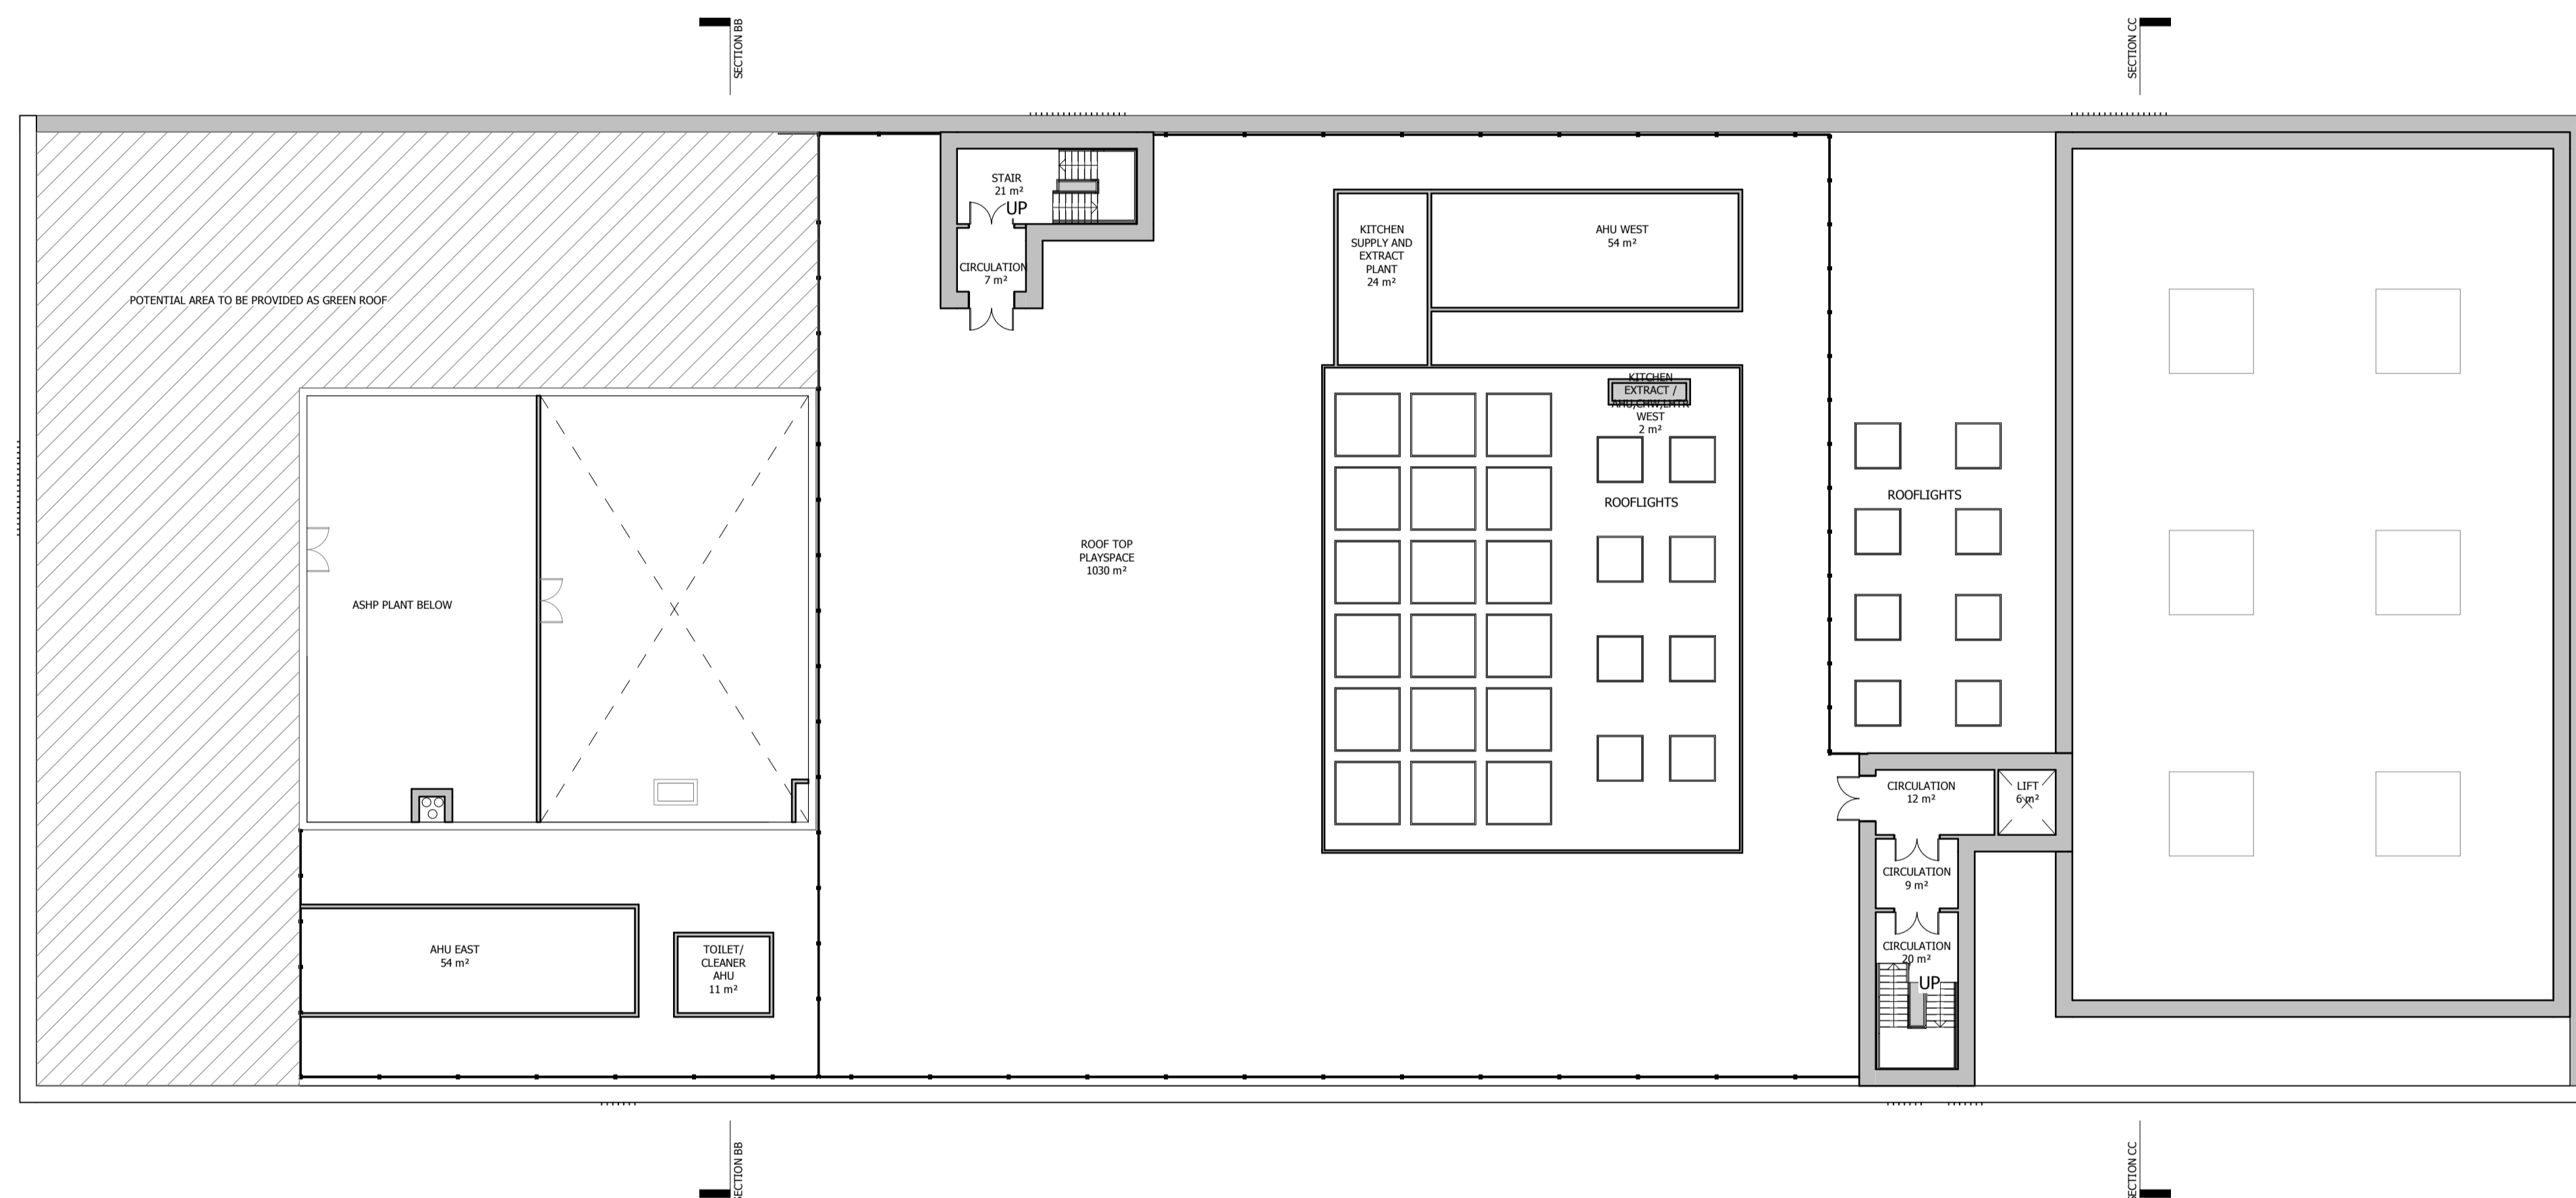 SECTION BB
SECTION CC
STAIR
21 m²
UP
CIRCULATION
7 m²
KITCHEN
SUPPLY AND
EXTRACT
PLANT
24 m²
AHU WEST
54 m²
POTENTIAL AREA TO BE PROVIDED AS GREEN ROOF
KITCHEN
EXTRACT /
AHU,CHW,LHTR
WEST
2 m²
ROOFLIGHTS
ROOFLIGHTS
ROOF TOP
PLAYSPACE
1030 m²
ASHP PLANT BELOW
CIRCULATION
12 m²
LIFT
6 m²
CIRCULATION
9 m²
AHU EAST
54 m²
TOILET/
CLEANER
AHU
11 m²
CIRCULATION
20 m²
UP
SECTION BB
SECTION CC